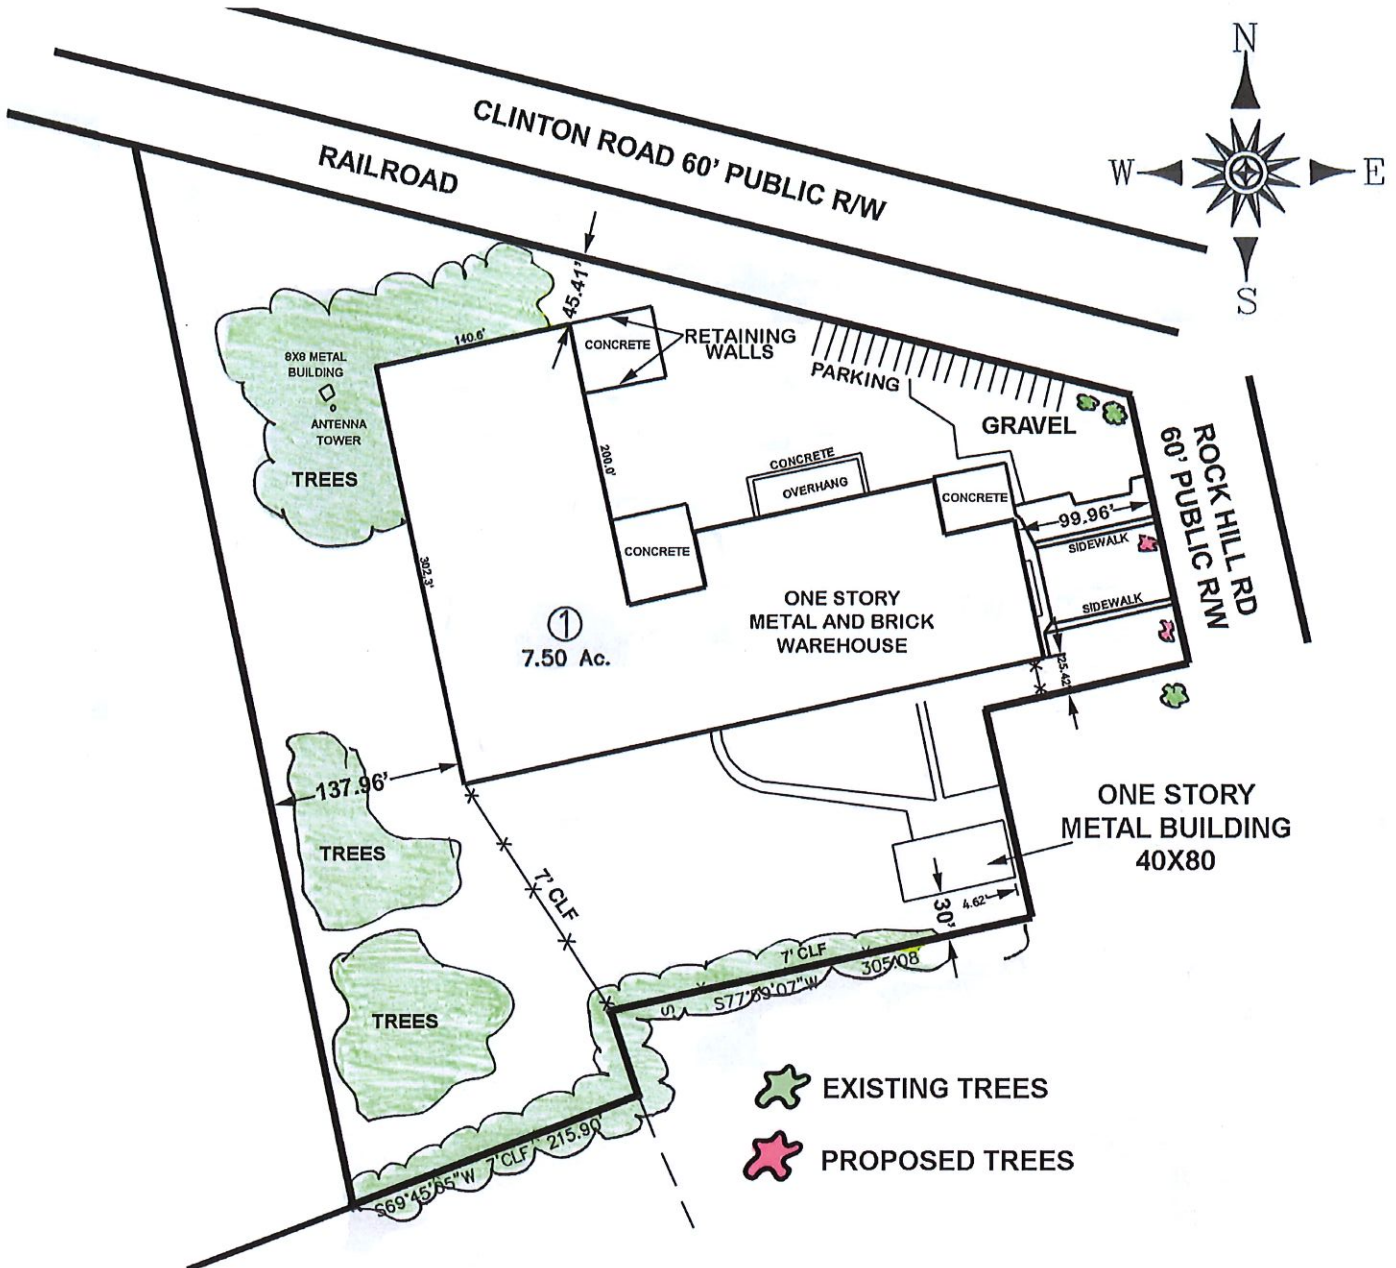 N
CLINTON ROAD 60' PUBLIC R/W
RAILROAD
W
E
S
45.41'
140.6'
CONCRETE
RETAINING
WALLS
8X8 METAL
BUILDING
PARKING
ANTENNA
TOWER
GRAVEL
TREES
200.0'
CONCRETE
OVERHANG
CONCRETE
ROCK HILL RD
60' PUBLIC R/W
99.96'
SIDEWALK
CONCRETE
302.3'
ONE STORY
METAL AND BRICK
WAREHOUSE
SIDEWALK
1
7.50 Ac.
25.42'
137.96'
ONE STORY
METAL BUILDING
40X80
TREES
7' CLF
30'
4.62'
7' CLF
305.08'
S77°59'07"W
S
TREES
EXISTING TREES
7' CLF
215.90'
PROPOSED TREES